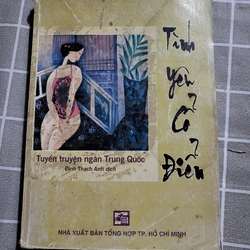 Tình
yêu
Cổ
Điển
Tuyển truyện ngắn Trung Quốc
Đinh Thạch Anh dịch
NHÀ XUẤT BẢN TỔNG HỢP TP. HỒ CHÍ MINH